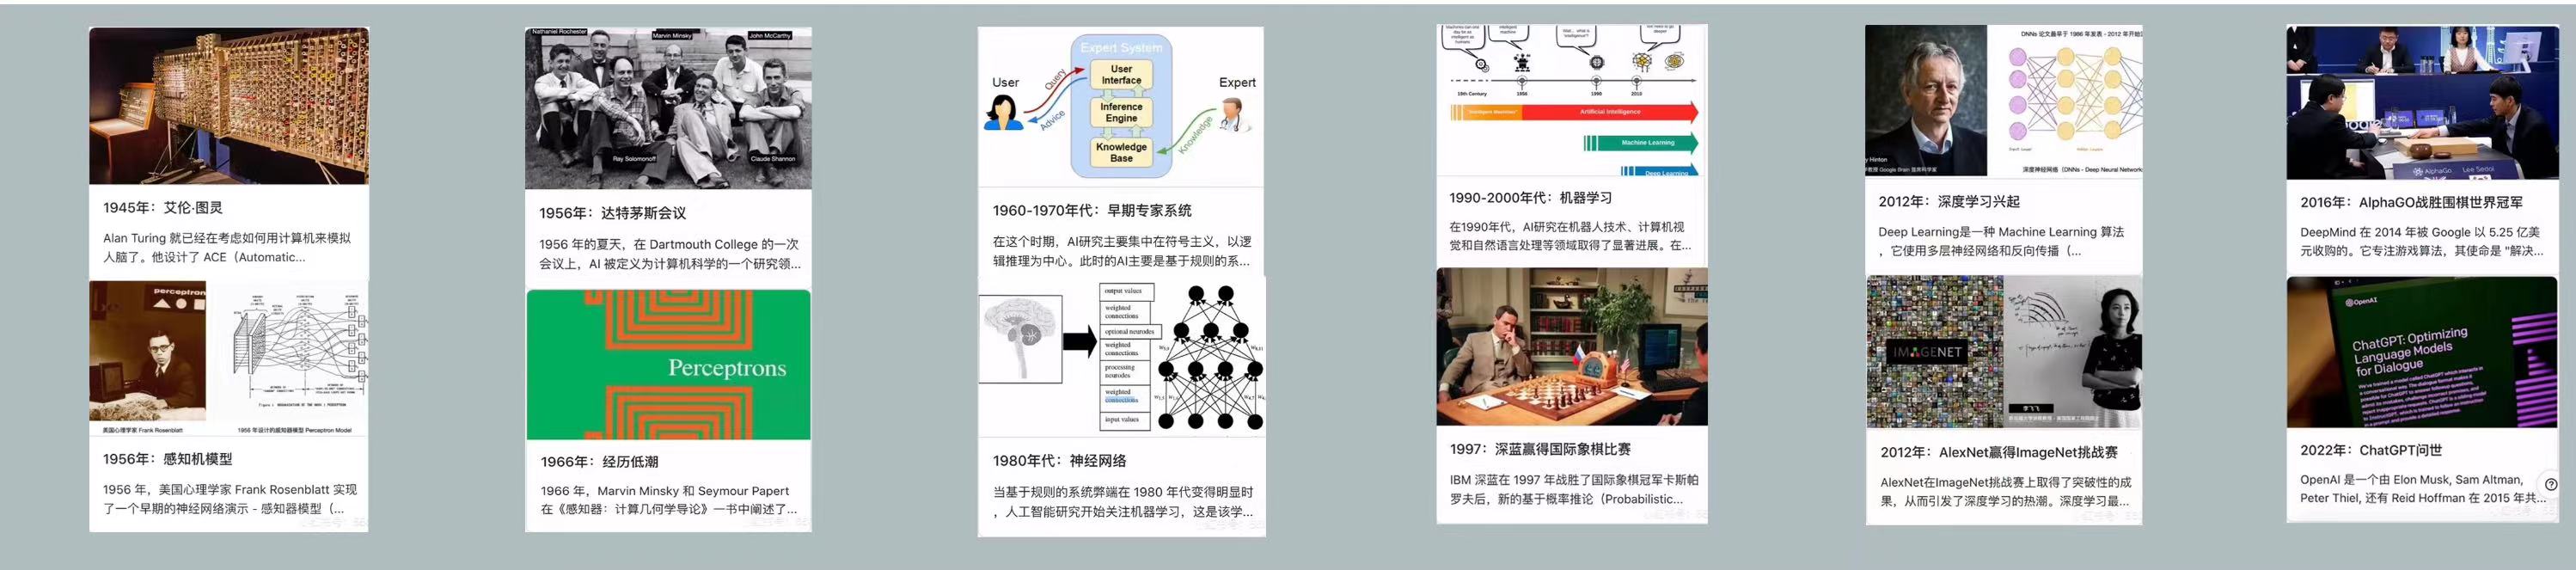 1945年：艾伦·图灵
Alan Turing 就已经在考虑如何用计算机来模拟
人脑了。他设计了 ACE（Automatic...
perceptron
美国心理学家 Frank Rosenblatt
1956 年设计的感知器模型 Perceptron Model
1956年：感知机模型
1956 年，美国心理学家 Frank Rosenblatt 实现
了一个早期的神经网络演示 - 感知器模型（...
Nathaniel Rochester
Marvin Minsky
John McCarthy
Ray Solomonoff
Claude Shannon
1956年：达特茅斯会议
1956 年的夏天，在 Dartmouth College 的一次
会议上，AI 被定义为计算机科学的一个研究领...
Perceptrons
1966年：经历低潮
1966 年，Marvin Minsky 和 Seymour Papert
在《感知器：计算几何学导论》一书中阐述了...
Expert System
User
User
Interface
Query
Advice
Inference
Engine
Knowledge
Base
Expert
Knowledge
1960-1970年代：早期专家系统
在这个时期，AI研究主要集中在符号主义，以逻
辑推理为中心。此时的AI主要是基于规则的系...
output values
weighted
connections
optional neurodes
weighted
connections
processing
neurodes
weighted
connections
input values
1980年代：神经网络
当基于规则的系统弊端在 1980 年代变得明显时
，人工智能研究开始关注机器学习，这是该学...
1956
Artificial Intelligence
Machine Learning
Deep Learning
1990-2000年代：机器学习
在1990年代，AI研究在机器人技术、计算机视
觉和自然语言处理等领域取得了显著进展。在...
1997：深蓝赢得国际象棋比赛
IBM 深蓝在 1997 年战胜了国际象棋冠军卡斯帕
罗夫后，新的基于概率推论（Probabilistic...
DNNs 论文最早于 1986 年发表 - 2012 年开始
y Hinton
深度神经网络（DNNs - Deep Neural Network
2012年：深度学习兴起
Deep Learning是一种 Machine Learning 算法
，它使用多层神经网络和反向传播（...
IMAGENET
李飞飞
2012年：AlexNet赢得ImageNet挑战赛
AlexNet在ImageNet挑战赛上取得了突破性的成
果，从而引发了深度学习的热潮。深度学习最...
AlphaGo
Lee Sedol
2016年：AlphaGO战胜围棋世界冠军
DeepMind 在 2014 年被 Google 以 5.25 亿美
元收购的。它专注游戏算法，其使命是 "解决...
OpenAI
ChatGPT: Optimizing
Language Models
for Dialogue
2022年：ChatGPT问世
OpenAI 是一个由 Elon Musk, Sam Altman,
Peter Thiel, 还有 Reid Hoffman 在 2015 年共...